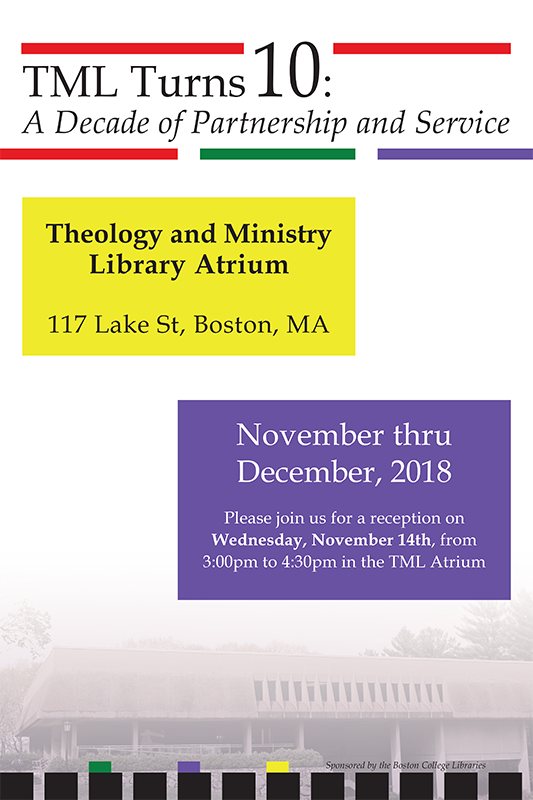 TML Turns 10:
A Decade of Partnership and Service
Theology and Ministry
Library Atrium
117 Lake St, Boston, MA
November thru
December, 2018
Please join us for a reception on
Wednesday, November 14th, from
3:00pm to 4:30pm in the TML Atrium
Sponsored by the Boston College Libraries